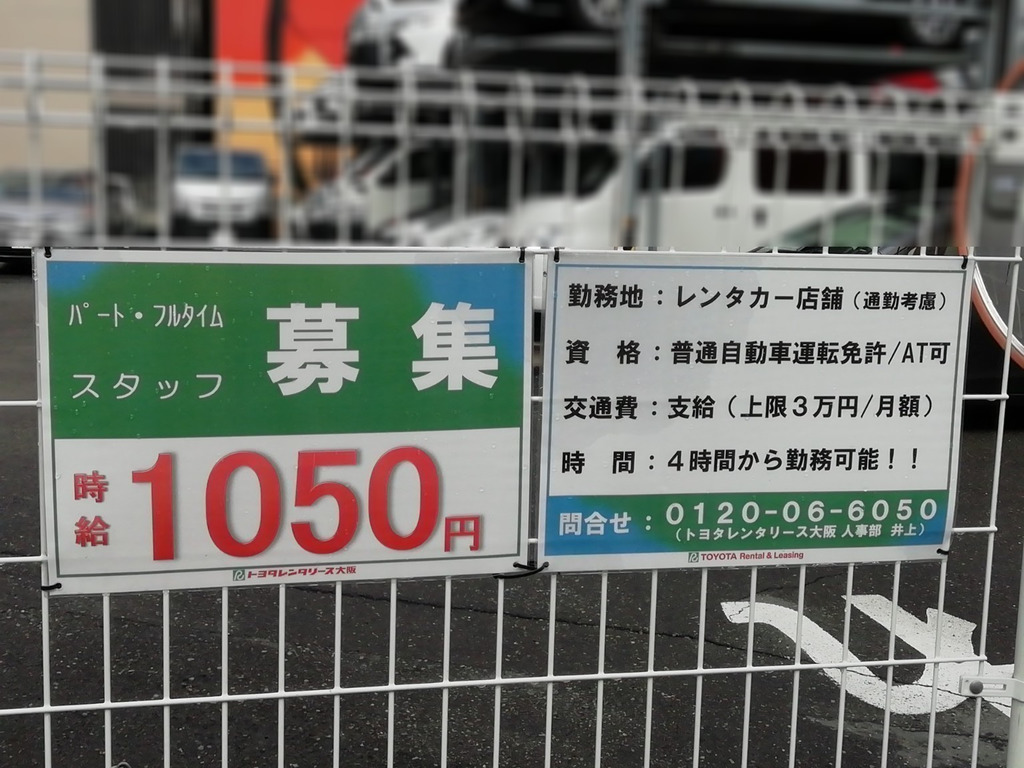 パート・フルタイム
スタッフ
募集
時給 1050円
トヨタレンタリース大阪
勤務地：レンタカー店舗（通勤考慮）
資　格：普通自動車運転免許/AT可
交通費：支給（上限３万円/月額）
時　間：４時間から勤務可能！！
問合せ：0120-06-6050
（トヨタレンタリース大阪 人事部 井上）
TOYOTA Rental & Leasing